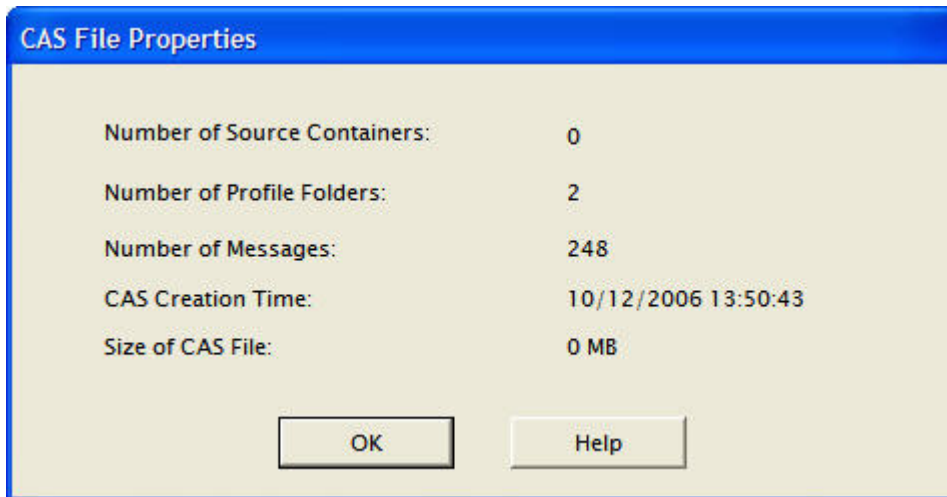 CAS File Properties
Number of Source Containers: 0
Number of Profile Folders: 2
Number of Messages: 248
CAS Creation Time: 10/12/2006 13:50:43
Size of CAS File: 0 MB
OK Help